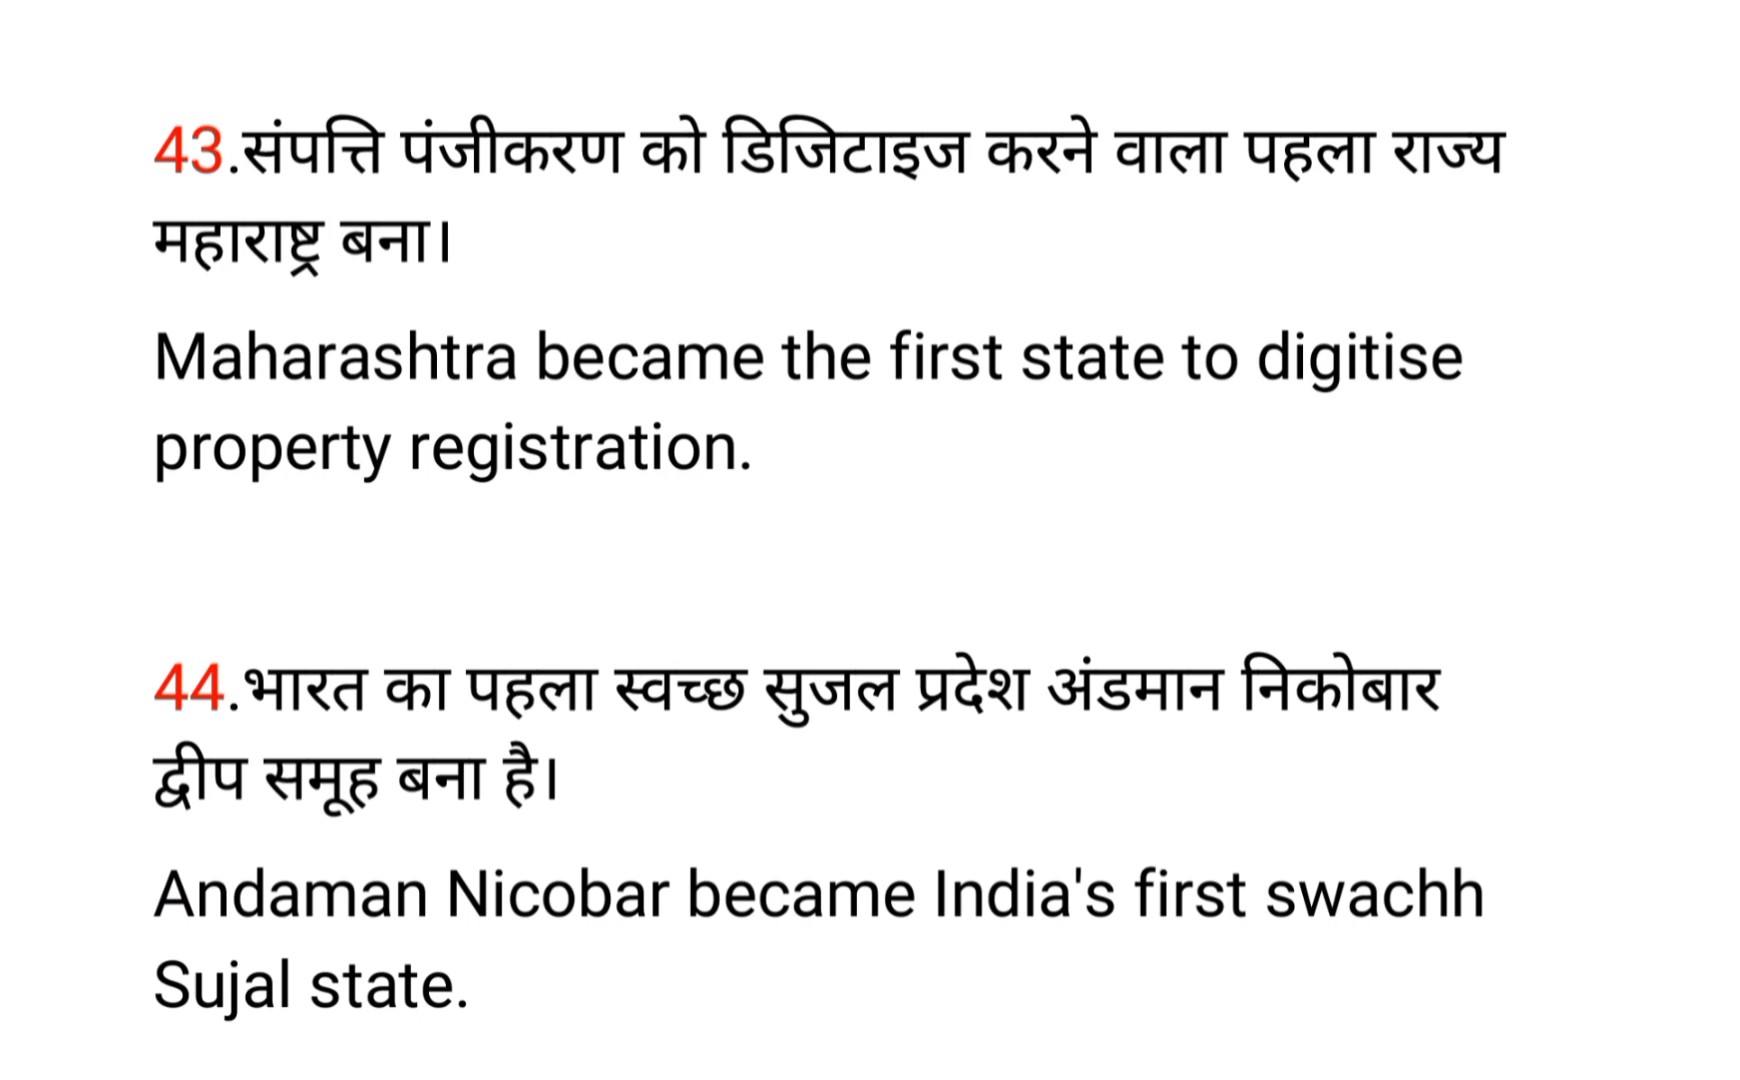 43.संपत्ति पंजीकरण को डिजिटाइज करने वाला पहला राज्य
महाराष्ट्र बना।
Maharashtra became the first state to digitise
property registration.
44.भारत का पहला स्वच्छ सुजल प्रदेश अंडमान निकोबार
द्वीप समूह बना है।
Andaman Nicobar became India's first swachh
Sujal state.